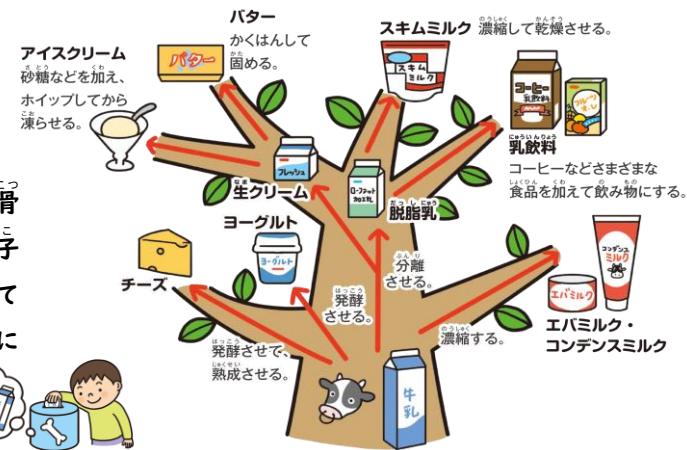 バター
かくはんして
固める。
バター
アイスクリーム
砂糖などを加え、
ホイップしてから
凍らせる。
スキムミルク 濃縮して乾燥させる。
スキム
ミルク
コーヒー
乳飲料
乳飲料
コーヒーなどさまざまな
食品を加えて飲み物にする。
フレッシュ
生クリーム
ローファット
加工乳
脱脂乳
ヨーグルト
ヨーグルト
チーズ
分離
させる。
発酵
させる。
発酵させて、
熟成させる。
濃縮する。
コンデンス
ミルク
エバミルク
エバミルク・
コンデンスミルク
牛
乳
骨
子
て
に